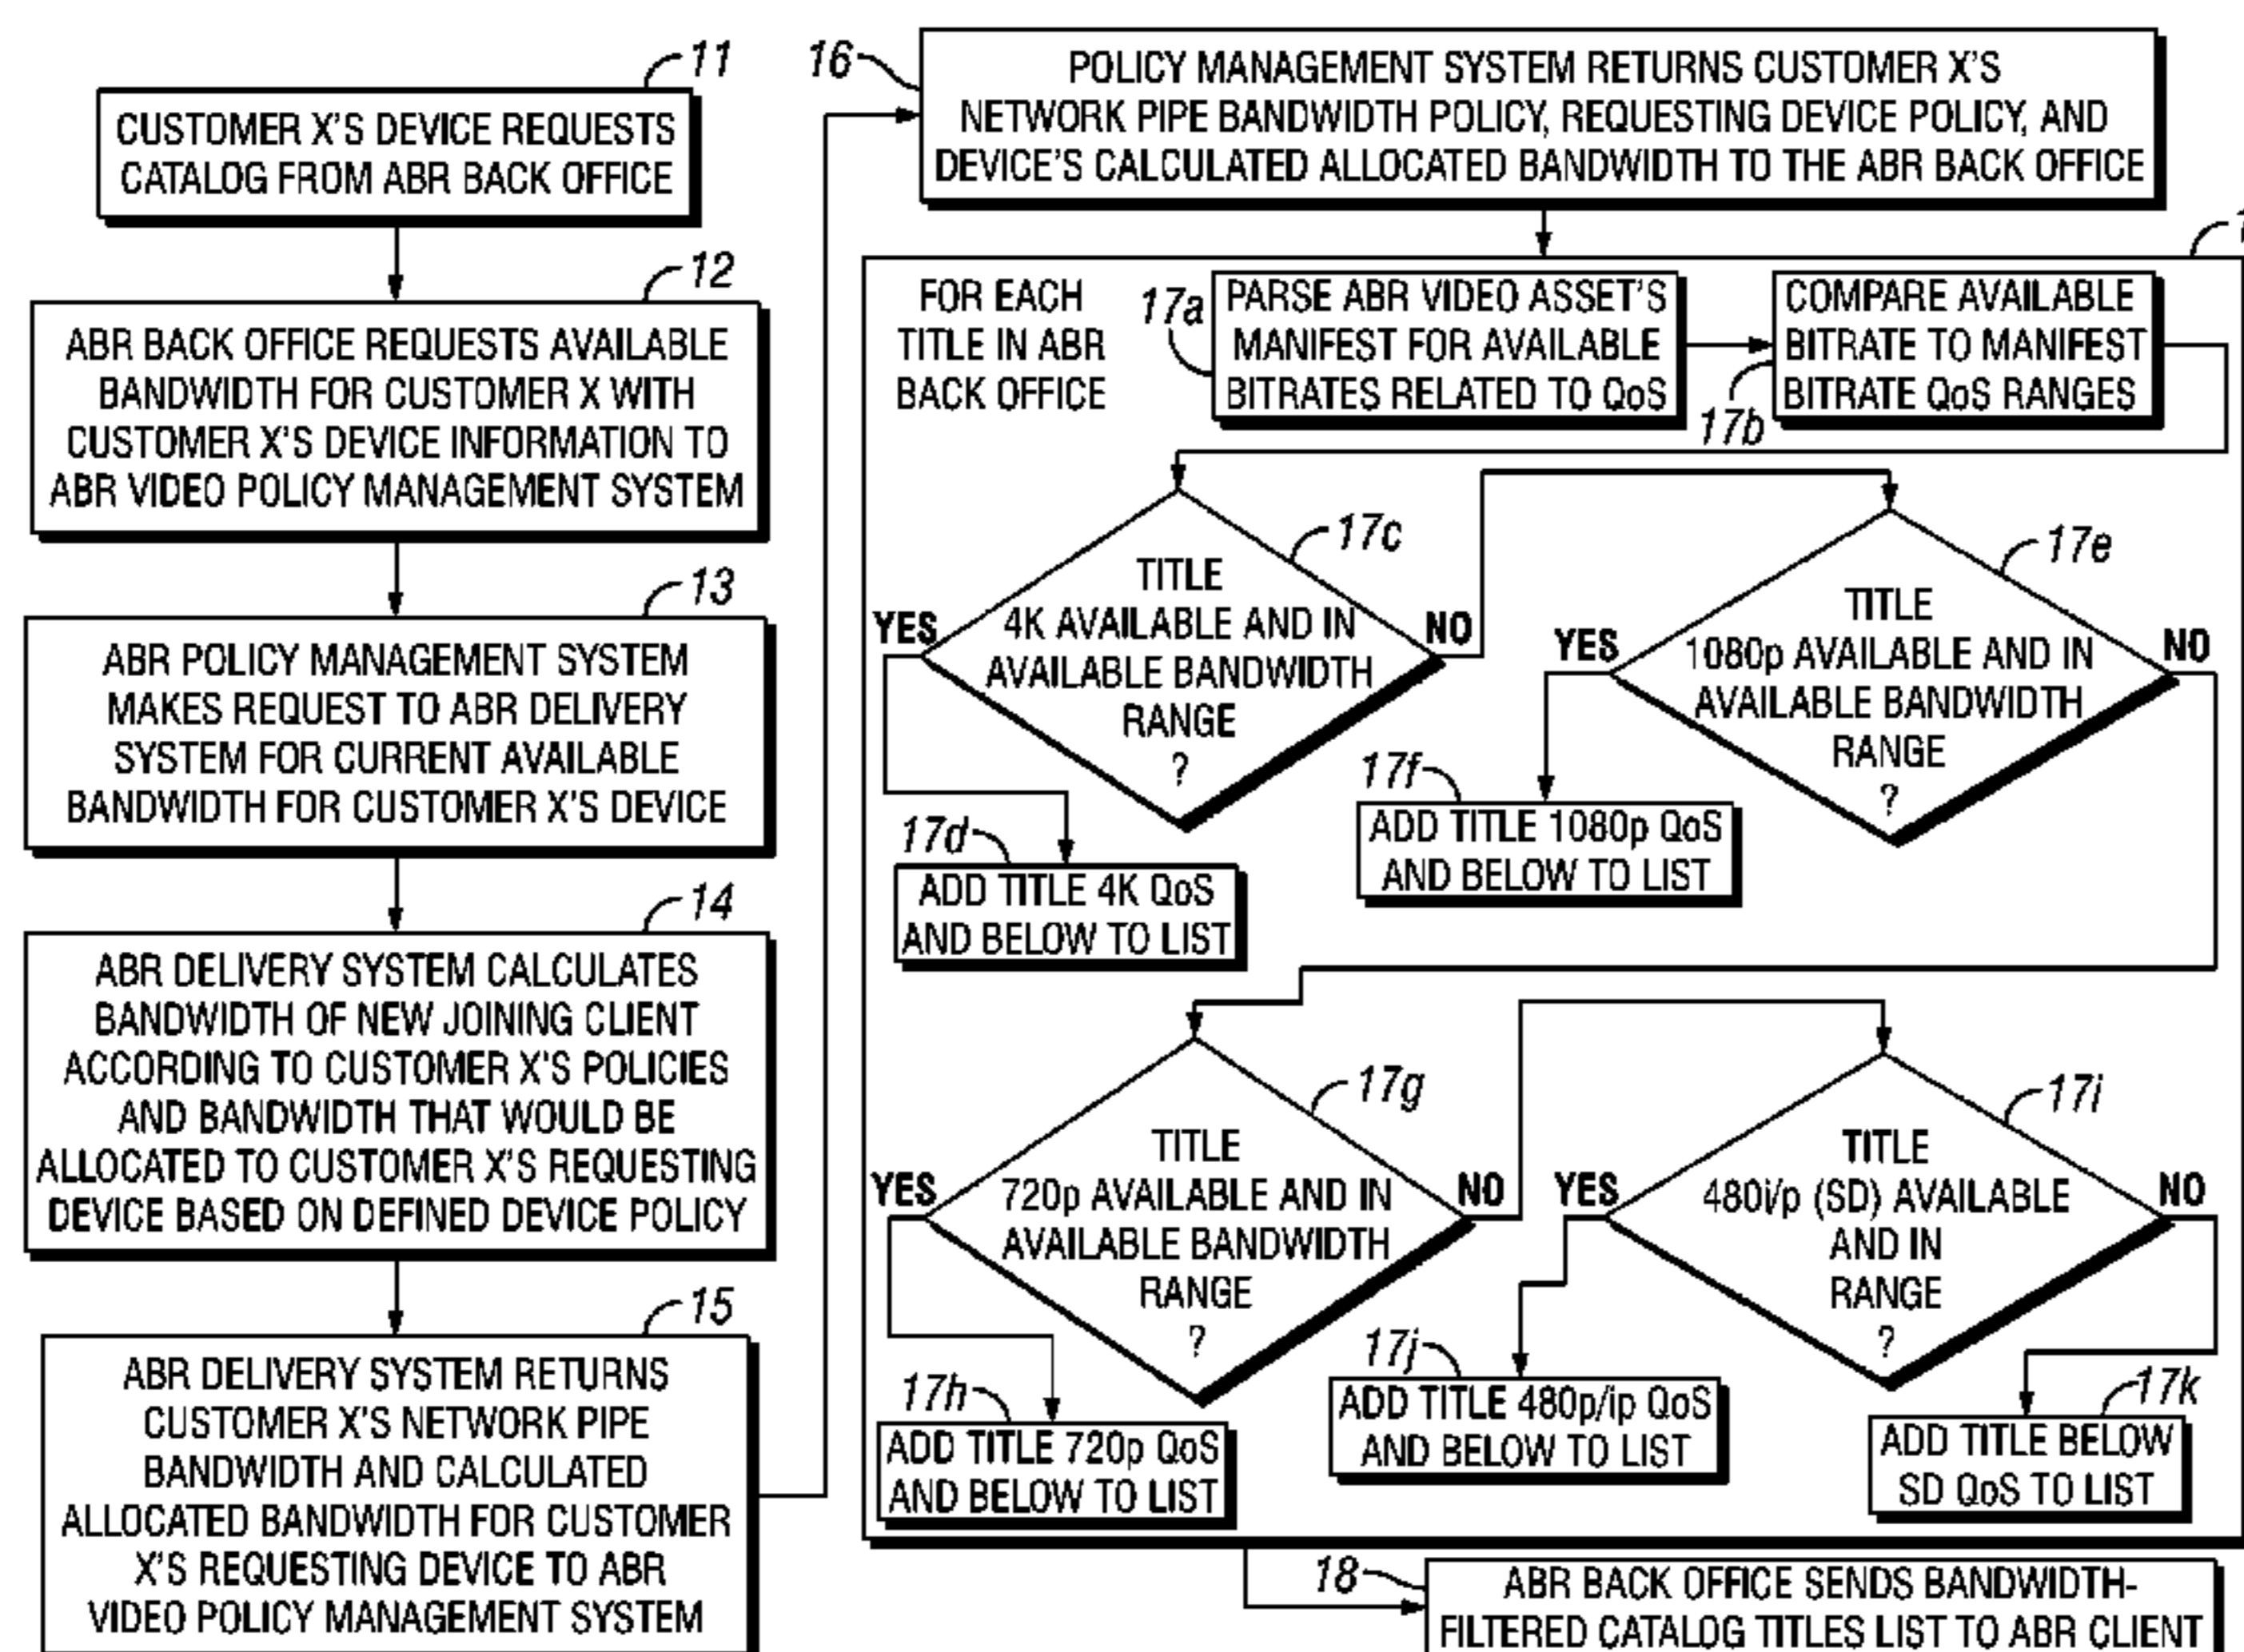 11
CUSTOMER X'S DEVICE REQUESTS
CATALOG FROM ABR BACK OFFICE
12
ABR BACK OFFICE REQUESTS AVAILABLE
BANDWIDTH FOR CUSTOMER X WITH
CUSTOMER X'S DEVICE INFORMATION TO
ABR VIDEO POLICY MANAGEMENT SYSTEM
13
ABR POLICY MANAGEMENT SYSTEM
MAKES REQUEST TO ABR DELIVERY
SYSTEM FOR CURRENT AVAILABLE
BANDWIDTH FOR CUSTOMER X'S DEVICE
14
ABR DELIVERY SYSTEM CALCULATES
BANDWIDTH OF NEW JOINING CLIENT
ACCORDING TO CUSTOMER X'S POLICIES
AND BANDWIDTH THAT WOULD BE
ALLOCATED TO CUSTOMER X'S REQUESTING
DEVICE BASED ON DEFINED DEVICE POLICY
15
ABR DELIVERY SYSTEM RETURNS
CUSTOMER X'S NETWORK PIPE
BANDWIDTH AND CALCULATED
ALLOCATED BANDWIDTH FOR CUSTOMER
X'S REQUESTING DEVICE TO ABR
VIDEO POLICY MANAGEMENT SYSTEM
16
POLICY MANAGEMENT SYSTEM RETURNS CUSTOMER X'S
NETWORK PIPE BANDWIDTH POLICY, REQUESTING DEVICE POLICY, AND
DEVICE'S CALCULATED ALLOCATED BANDWIDTH TO THE ABR BACK OFFICE
FOR EACH
TITLE IN ABR
BACK OFFICE
17a
PARSE ABR VIDEO ASSET'S
MANIFEST FOR AVAILABLE
BITRATES RELATED TO QoS
17b
COMPARE AVAILABLE
BITRATE TO MANIFEST
BITRATE QoS RANGES
17c
TITLE
4K AVAILABLE AND IN
AVAILABLE BANDWIDTH
RANGE
?
YES
NO
17d
ADD TITLE 4K QoS
AND BELOW TO LIST
17e
TITLE
1080p AVAILABLE AND IN
AVAILABLE BANDWIDTH
RANGE
?
YES
NO
17f
ADD TITLE 1080p QoS
AND BELOW TO LIST
17g
TITLE
720p AVAILABLE AND IN
AVAILABLE BANDWIDTH
RANGE
?
YES
NO
17h
ADD TITLE 720p QoS
AND BELOW TO LIST
17i
TITLE
480i/p (SD) AVAILABLE
AND IN
RANGE
?
YES
NO
17j
ADD TITLE 480p/ip QoS
AND BELOW TO LIST
17k
ADD TITLE BELOW
SD QoS TO LIST
18
ABR BACK OFFICE SENDS BANDWIDTH-
FILTERED CATALOG TITLES LIST TO ABR CLIENT